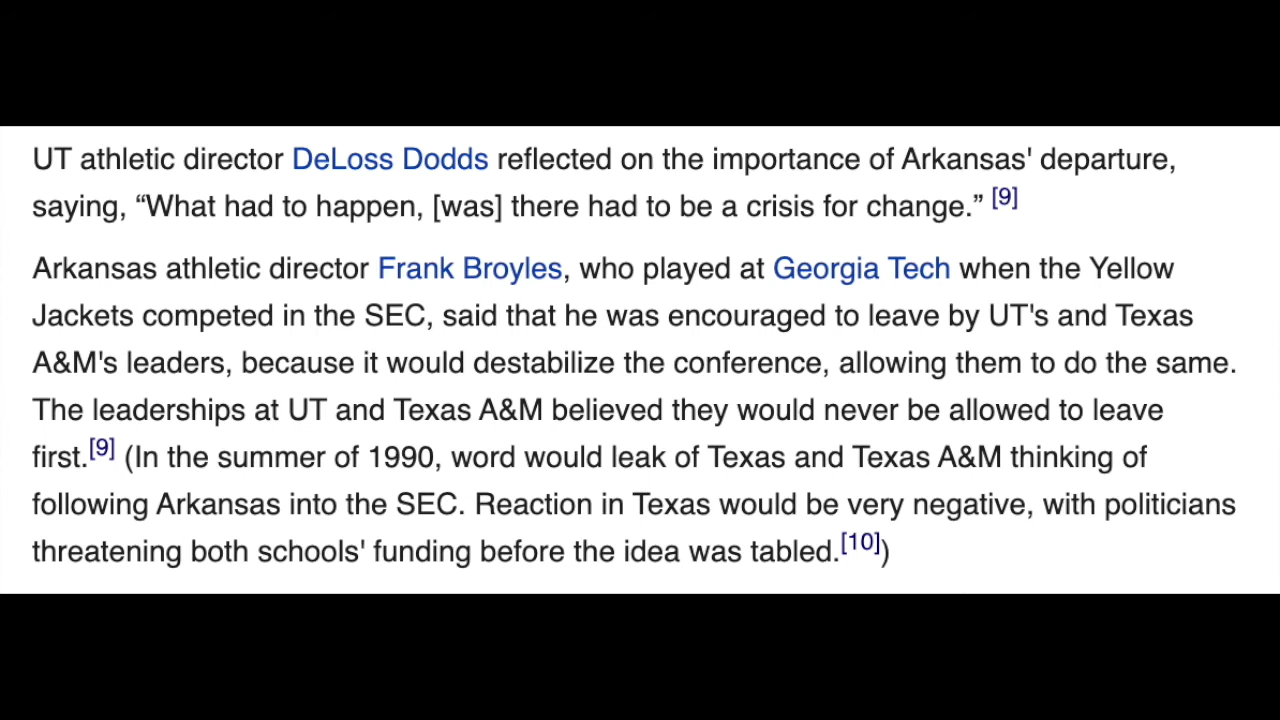 UT athletic director DeLoss Dodds reflected on the importance of Arkansas' departure,
saying, “What had to happen, [was] there had to be a crisis for change.” [9]
Arkansas athletic director Frank Broyles, who played at Georgia Tech when the Yellow
Jackets competed in the SEC, said that he was encouraged to leave by UT's and Texas
A&M's leaders, because it would destabilize the conference, allowing them to do the same.
The leaderships at UT and Texas A&M believed they would never be allowed to leave
first.[9] (In the summer of 1990, word would leak of Texas and Texas A&M thinking of
following Arkansas into the SEC. Reaction in Texas would be very negative, with politicians
threatening both schools' funding before the idea was tabled.[10])